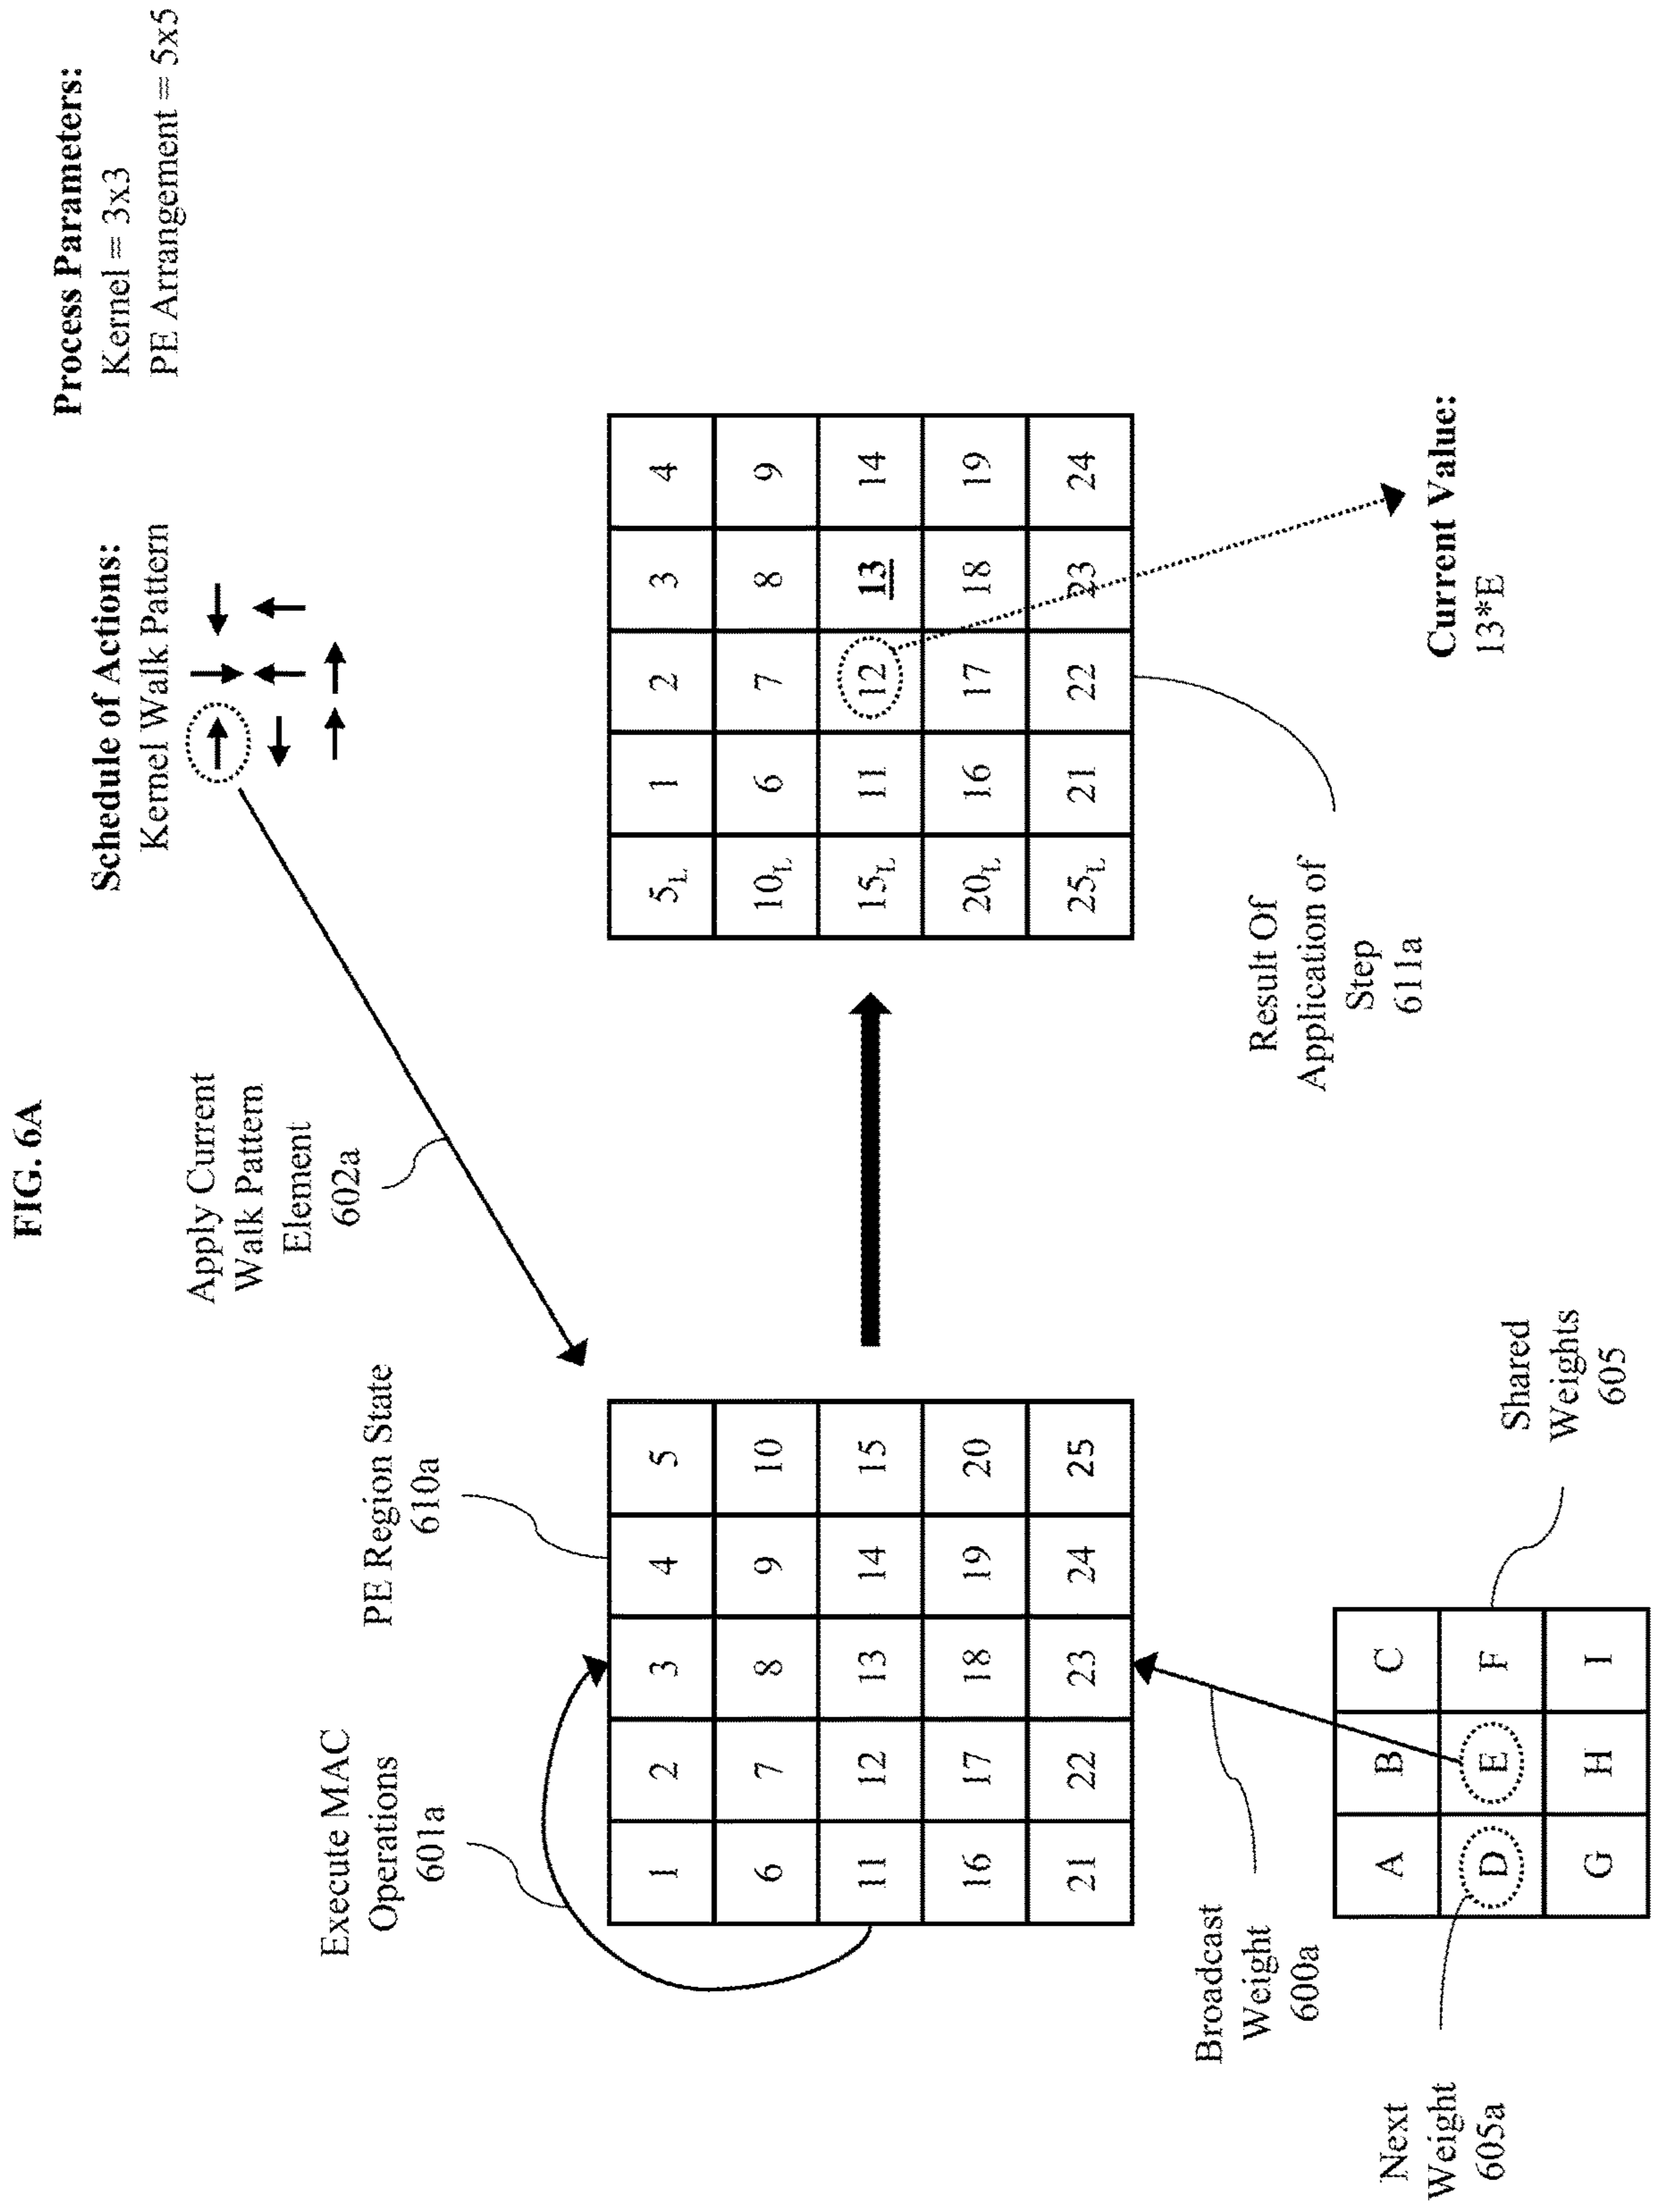 FIG. 6A
Process Parameters:
Kernel = 3x3
PE Arrangement = 5x5
Schedule of Actions:
Kernel Walk Pattern
Apply Current
Walk Pattern
Element
602a
Execute MAC
Operations
601a
PE Region State
610a
1 2 3 4 5
6 7 8 9 10
11 12 13 14 15
16 17 18 19 20
21 22 23 24 25
5L 1 2 3 4
10L 6 7 8 9
15L 11 12 13 14
20L 16 17 18 19
25L 21 22 23 24
Broadcast
Weight
600a
Result Of
Application of
Step
611a
Current Value:
13*E
Next
Weight
605a
A B C
D E F
G H I
Shared
Weights
605